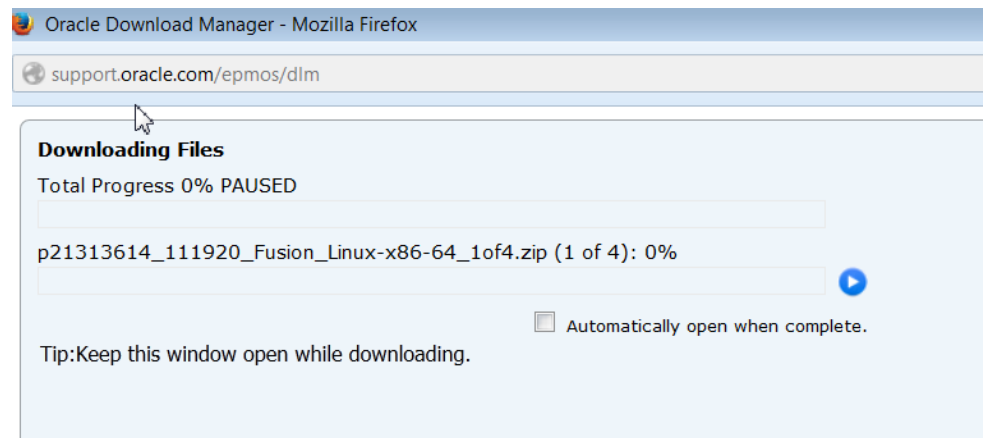 Oracle Download Manager - Mozilla Firefox
support.oracle.com/epmos/dlm
Downloading Files
Total Progress 0% PAUSED
p21313614_111920_Fusion_Linux-x86-64_1of4.zip (1 of 4): 0%
Automatically open when complete.
Tip:Keep this window open while downloading.